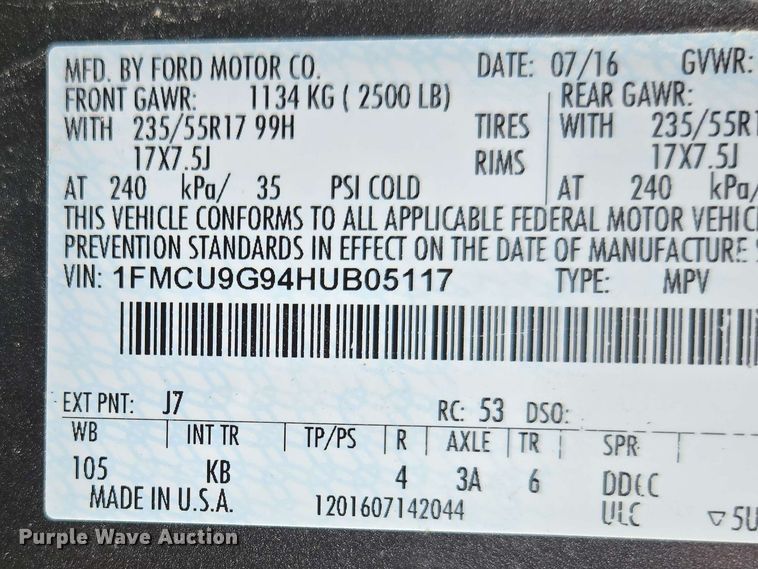 MFD. BY FORD MOTOR CO. DATE: 07/16 GVWR:
FRONT GAWR: 1134 KG ( 2500 LB) REAR GAWR:
WITH 235/55R17 99H TIRES WITH 235/55R1
17X7.5J RIMS 17X7.5J
AT 240 kPa/ 35 PSI COLD AT 240 kPa/
THIS VEHICLE CONFORMS TO ALL APPLICABLE FEDERAL MOTOR VEHIC
PREVENTION STANDARDS IN EFFECT ON THE DATE OF MANUFACTURE
VIN: 1FMCU9G94HUB05117 TYPE: MPV
EXT PNT: J7 RC: 53 DSO:
WB INT TR TP/PS R AXLE TR SPR
105 KB 4 3A 6 DDCC
MADE IN U.S.A. 1201607142044 ULC ▽5U
Purple Wave Auction